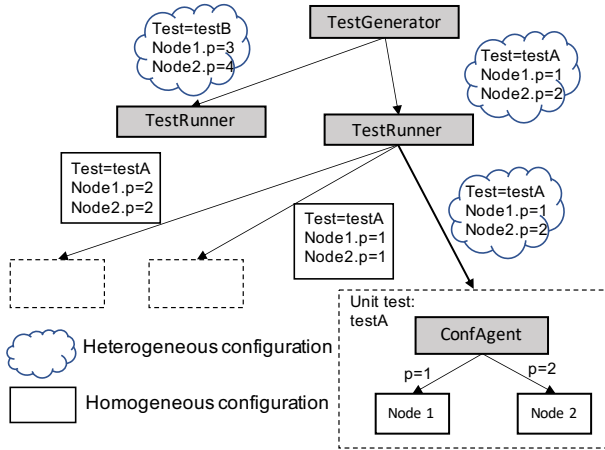 TestGenerator
Test=testB
Node1.p=3
Node2.p=4
Test=testA
Node1.p=1
Node2.p=2
TestRunner
TestRunner
Test=testA
Node1.p=2
Node2.p=2
Test=testA
Node1.p=1
Node2.p=1
Test=testA
Node1.p=1
Node2.p=2
Unit test:
testA
ConfAgent
p=1
p=2
Node 1
Node 2
Heterogeneous configuration
Homogeneous configuration